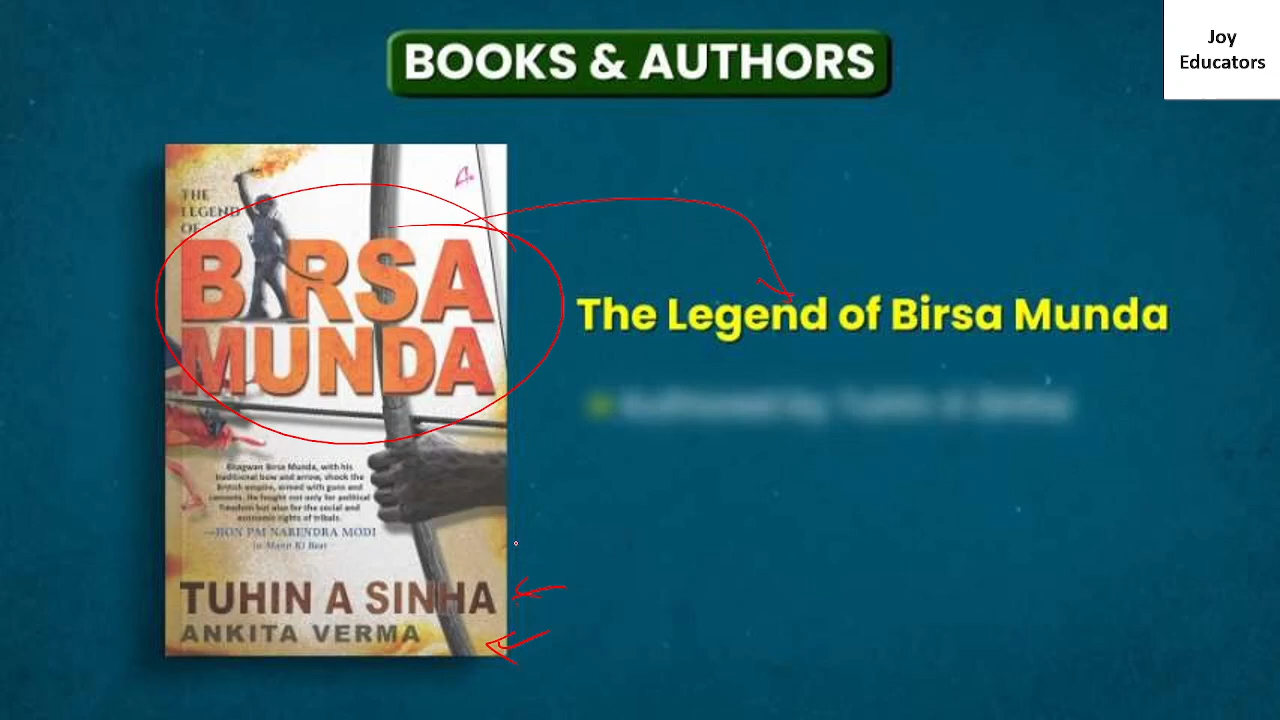 BOOKS & AUTHORS
Joy
Educators
THE
LEGEND
OF
BIRSA
MUNDA
The Legend of Birsa Munda
Bhagwan Birsa Munda, with his
traditional bow and arrow, shook the
British empire, armed with guns and
cannons. He fought not only for political
freedom but also for the social and
economic rights of tribals.
—HON PM NARENDRA MODI
in Mann Ki Baat
TUHIN A SINHA
ANKITA VERMA